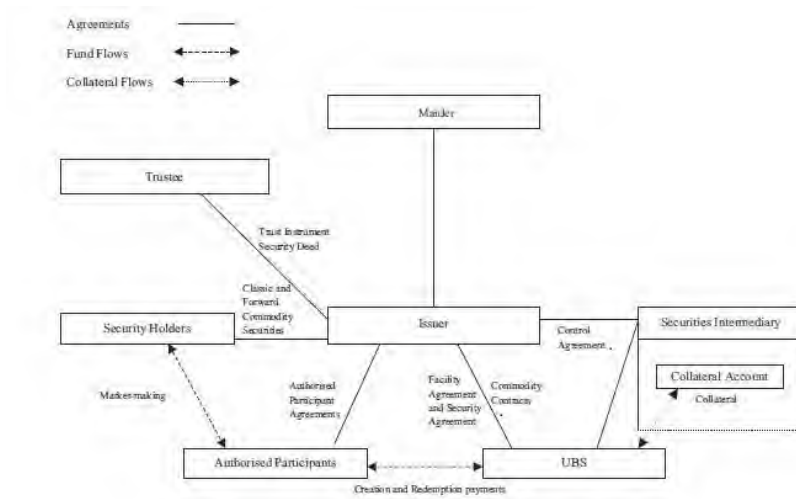 Agreements
Fund Flows
Collateral Flows
Manjer
Trustee
Trust Instrument
Security Deed
Classic and
Forward
Commodity
Securities
Security Holders
Issuer
Securities Intermediary
Control
Agreement
Collateral Account
Collateral
Market-making
Authorised
Participant
Agreements
Facility
Agreement
and Security
Agreement
Commodity
Contracts
Authorised Participants
UBS
Creation and Redemption payments